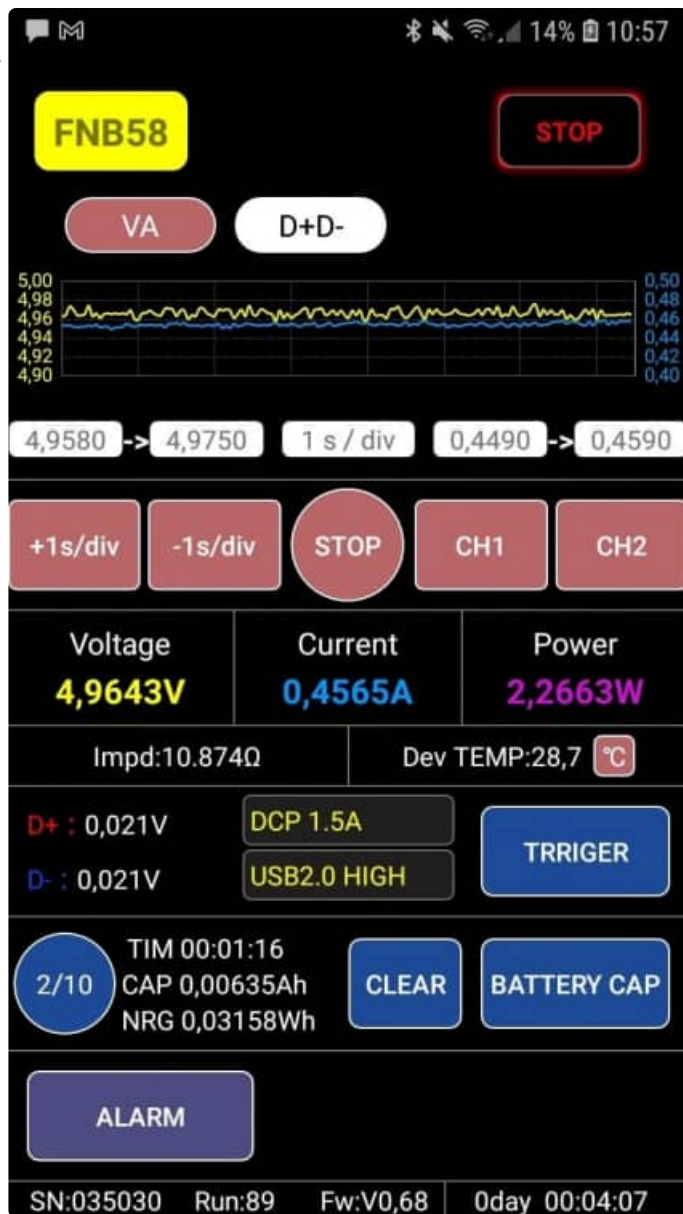 14% 10:57
FNB58 STOP
VA D+D-
5,00 0,50
4,98 0,48
4,96 0,46
4,94 0,44
4,92 0,42
4,90 0,40
4,9580 -> 4,9750 1 s / div 0,4490 -> 0,4590
+1s/div -1s/div STOP CH1 CH2
Voltage Current Power
4,9643V 0,4565A 2,2663W
Impd:10.874Ω Dev TEMP:28,7 °C
D+ : 0,021V DCP 1.5A
TRRIGER
D- : 0,021V USB2.0 HIGH
TIM 00:01:16
2/10 CAP 0,00635Ah CLEAR BATTERY CAP
NRG 0,03158Wh
ALARM
SN:035030 Run:89 Fw:V0,68 0day 00:04:07